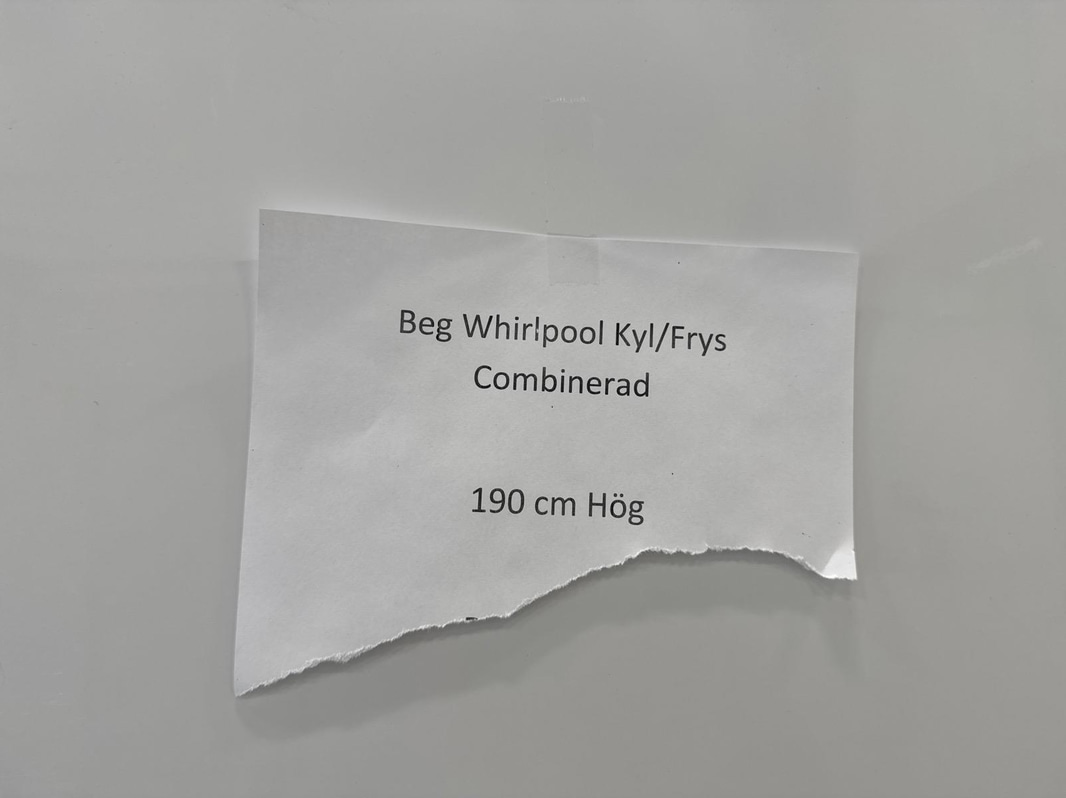 Beg Whirlpool Kyl/Frys
Combinerad
190 cm Hög